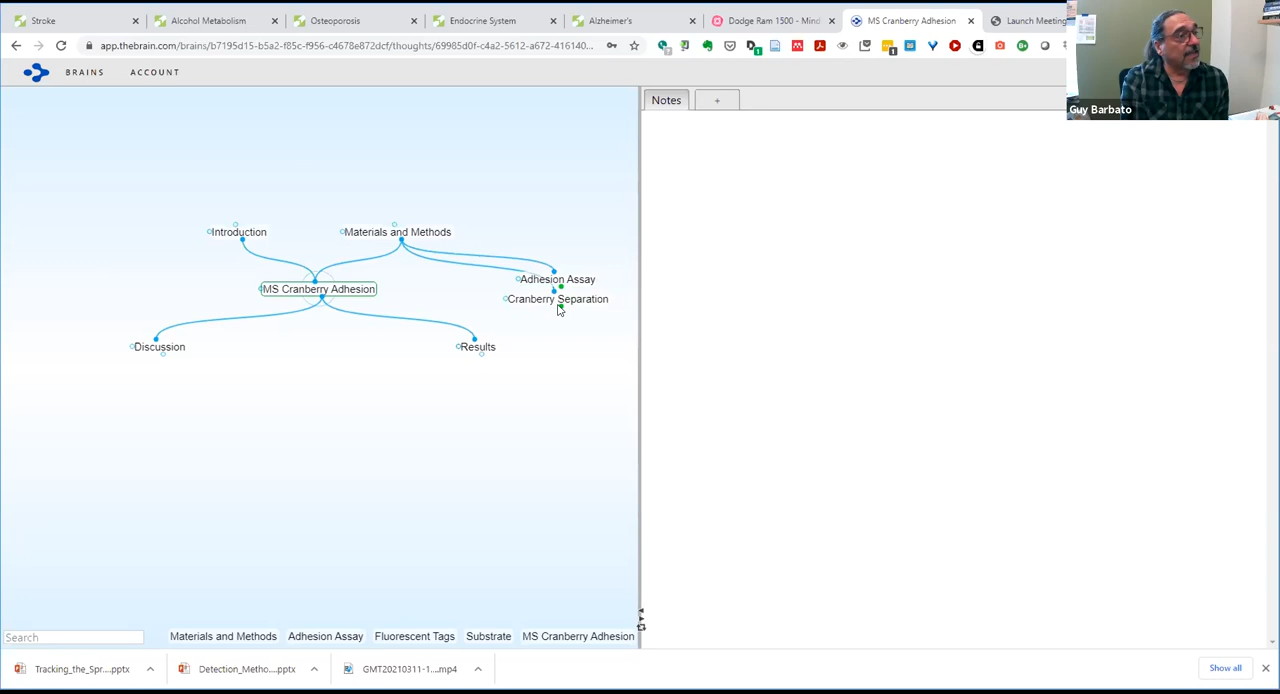 Stroke
Alcohol Metabolism
Osteoporosis
Endocrine System
Alzheimer's
Dodge Ram 1500 - Mind
MS Cranberry Adhesion
Launch Meeting
app.thebrain.com/brains/b7195d15-b5a2-f85c-f956-c4678e872dcf/thoughts/69985d0f-c4a2-5612-a672-416140...
BRAINS ACCOUNT
Notes +
Guy Barbato
Introduction
Materials and Methods
Adhesion Assay
MS Cranberry Adhesion
Cranberry Separation
Discussion
Results
Search
Materials and Methods Adhesion Assay Fluorescent Tags Substrate MS Cranberry Adhesion
Tracking_the_Spr....pptx
Detection_Metho....pptx
GMT20210311-1....mp4
Show all